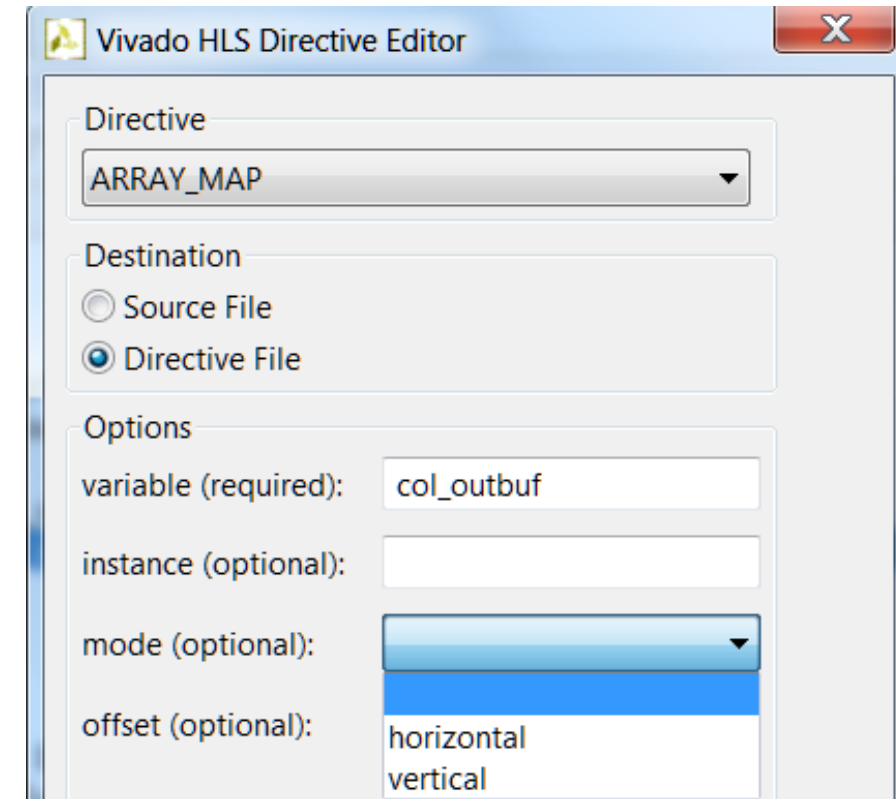 Vivado HLS Directive Editor
Directive
ARRAY_MAP
Destination
Source File
Directive File
Options
variable (required): col_outbuf
instance (optional):
mode (optional):
offset (optional):
horizontal
vertical